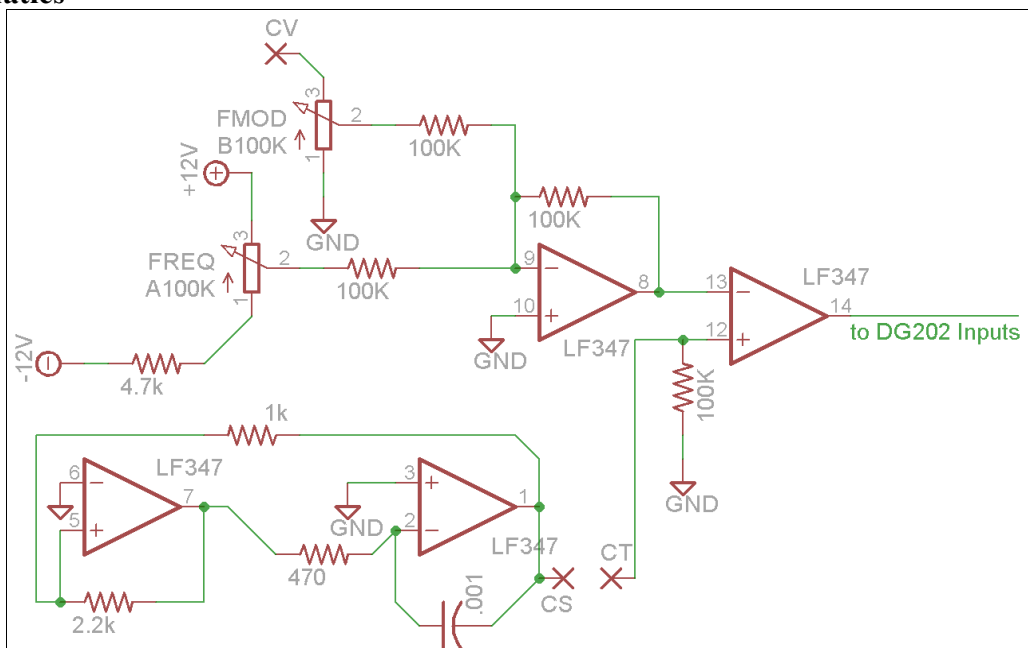 CV
3
FMOD
B100K
2
1
100K
GND
+12V
3
FREQ
A100K
2
1
100K
100K
9
10
8
GND
LF347
13
12
14
LF347
to DG202 Inputs
100K
GND
-12V
4.7k
1k
6
5
7
LF347
2.2k
470
3
2
1
GND
LF347
.001
CS
CT